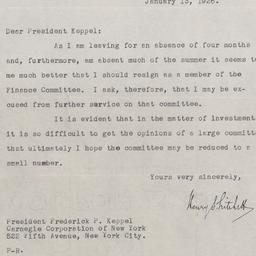 January 13, 1926.
Dear President Keppel:
As I am leaving for an absence of four months
and, furthermore, am absent much of the summer it seems to
me much better that I should resign as a member of the
Finance Committee. I ask, therefore, that I may be ex-
cused from further service on that committee.
It is evident that in the matter of investment
it is so difficult to get the opinions of a large committ
that ultimately I hope the committee may be reduced to a
small number.
Yours very sincerely,
Henry S. Pritchett
President Frederick P. Keppel
Carnegie Corporation of New York
522 Fifth Avenue, New York City.
P-R.